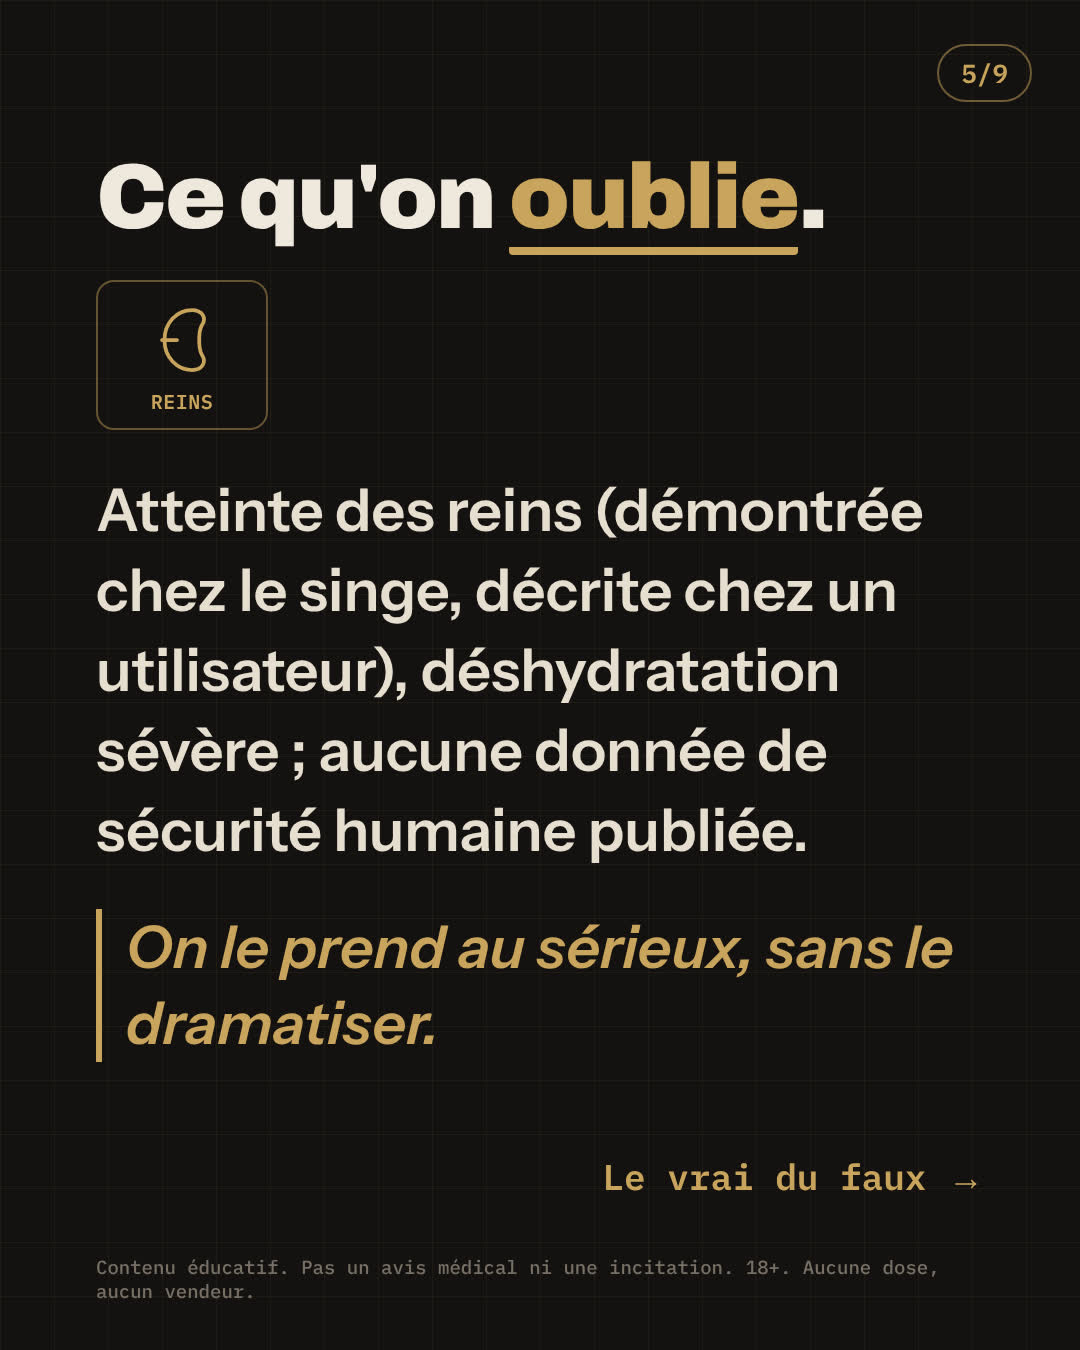 5/9
Ce qu'on oublie.
REINS
Atteinte des reins (démontrée
chez le singe, décrite chez un
utilisateur), déshydratation
sévère ; aucune donnée de
sécurité humaine publiée.
On le prend au sérieux, sans le
dramatiser.
Le vrai du faux →
Contenu éducatif. Pas un avis médical ni une incitation. 18+. Aucune dose,
aucun vendeur.